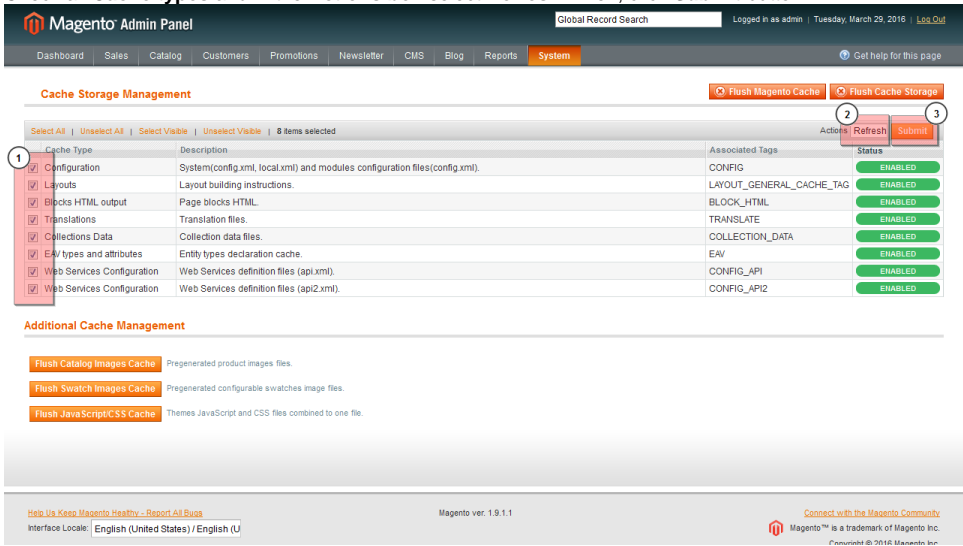 Magento Admin Panel
Global Record Search
Logged in as admin | Tuesday, March 29, 2016 | Log Out
Dashboard Sales Catalog Customers Promotions Newsletter CMS Blog Reports System
Get help for this page
Cache Storage Management
Flush Magento Cache Flush Cache Storage
2 3
Select All | Unselect All | Select Visible | Unselect Visible | 8 items selected
Actions Refresh Submit
1
Cache Type Description Associated Tags Status
Configuration System(config.xml, local.xml) and modules configuration files(config.xml). CONFIG ENABLED
Layouts Layout building instructions. LAYOUT_GENERAL_CACHE_TAG ENABLED
Blocks HTML output Page blocks HTML. BLOCK_HTML ENABLED
Translations Translation files. TRANSLATE ENABLED
Collections Data Collection data files. COLLECTION_DATA ENABLED
EAV types and attributes Entity types declaration cache. EAV ENABLED
Web Services Configuration Web Services definition files (api.xml). CONFIG_API ENABLED
Web Services Configuration Web Services definition files (api2.xml). CONFIG_API2 ENABLED
Additional Cache Management
Flush Catalog Images Cache Pregenerated product images files.
Flush Swatch Images Cache Pregenerated configurable swatches image files.
Flush JavaScript/CSS Cache Themes JavaScript and CSS files combined to one file.
Help Us Keep Magento Healthy - Report All Bugs
Magento ver. 1.9.1.1
Connect with the Magento Community
Interface Locale: English (United States) / English (U
Magento™ is a trademark of Magento Inc.
Copyright © 2016 Magento Inc.